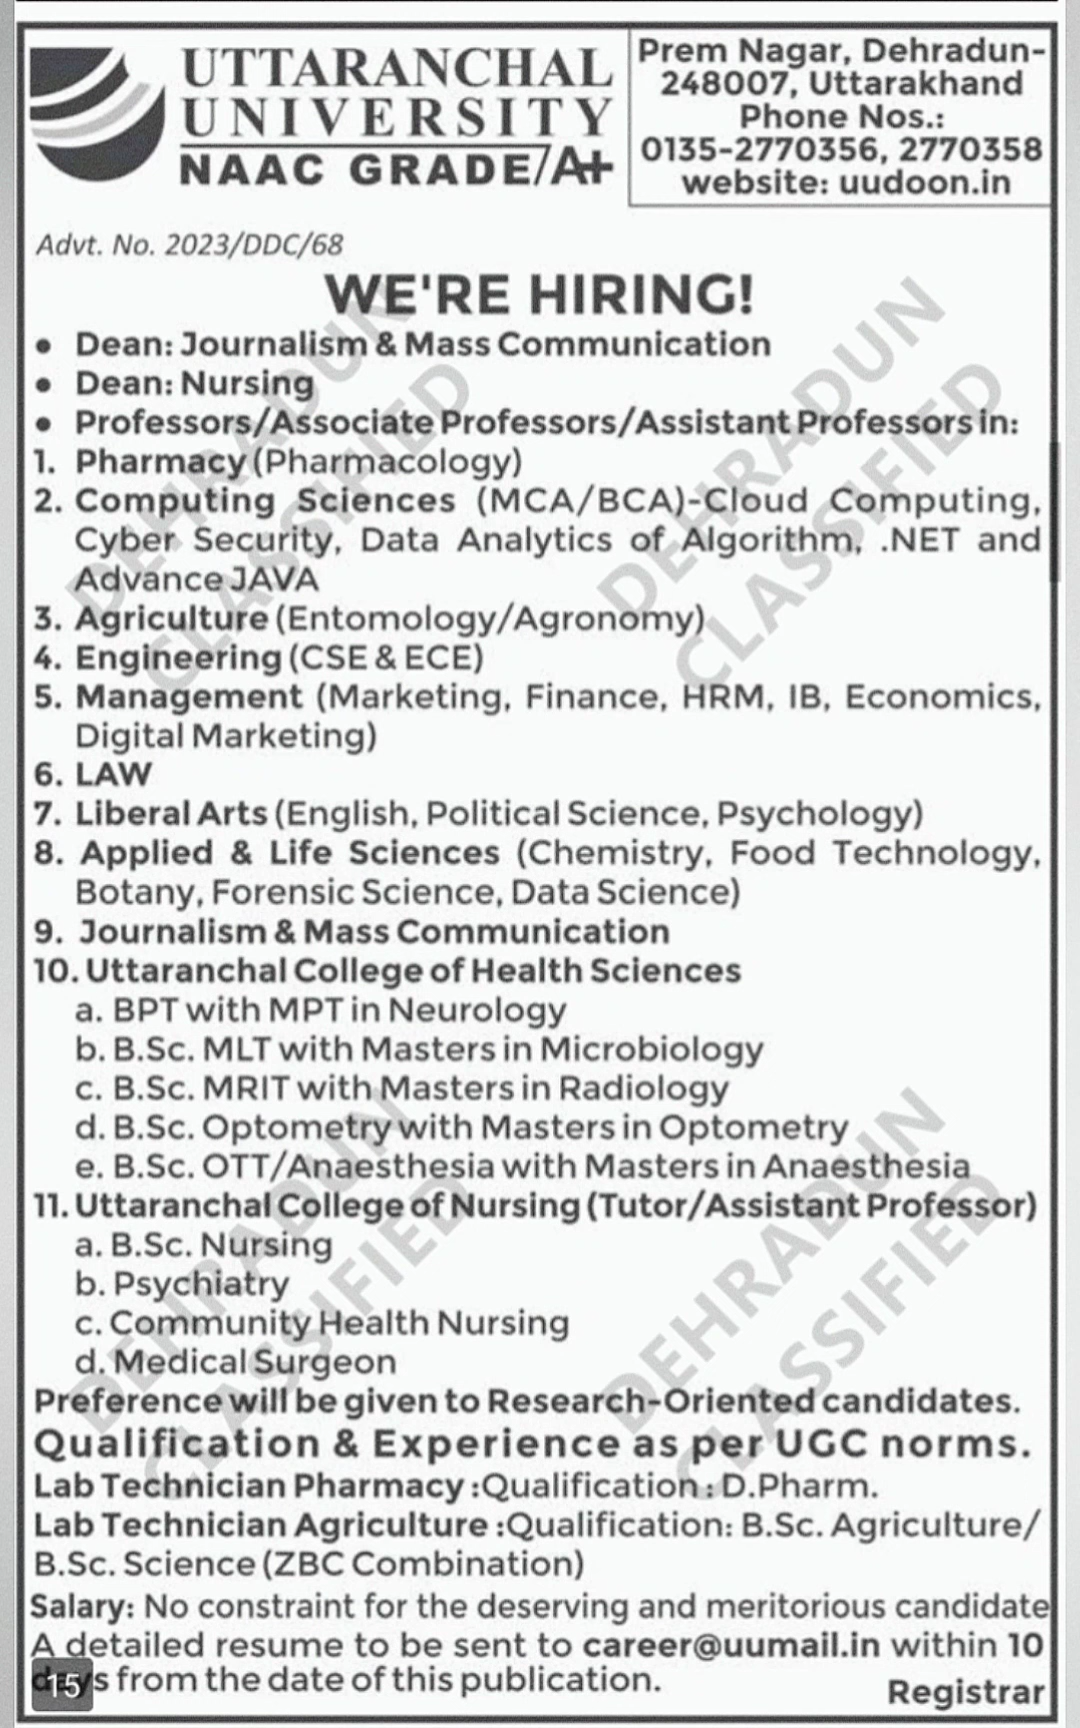 UTTARANCHAL
UNIVERSITY
NAAC GRADE/A+
Prem Nagar, Dehradun-
248007, Uttarakhand
Phone Nos.:
0135-2770356, 2770358
website: uudoon.in
Advt. No. 2023/DDC/68
WE'RE HIRING!
• Dean: Journalism & Mass Communication
• Dean: Nursing
• Professors/Associate Professors/Assistant Professors in:
1. Pharmacy (Pharmacology)
2. Computing Sciences (MCA/BCA)-Cloud Computing,
Cyber Security, Data Analytics of Algorithm, .NET and
Advance JAVA
3. Agriculture (Entomology/Agronomy)
4. Engineering (CSE & ECE)
5. Management (Marketing, Finance, HRM, IB, Economics,
Digital Marketing)
6. LAW
7. Liberal Arts (English, Political Science, Psychology)
8. Applied & Life Sciences (Chemistry, Food Technology,
Botany, Forensic Science, Data Science)
9. Journalism & Mass Communication
10. Uttaranchal College of Health Sciences
a. BPT with MPT in Neurology
b. B.Sc. MLT with Masters in Microbiology
c. B.Sc. MRIT with Masters in Radiology
d. B.Sc. Optometry with Masters in Optometry
e. B.Sc. OTT/Anaesthesia with Masters in Anaesthesia
11. Uttaranchal College of Nursing (Tutor/Assistant Professor)
a. B.Sc. Nursing
b. Psychiatry
c. Community Health Nursing
d. Medical Surgeon
Preference will be given to Research-Oriented candidates.
Qualification & Experience as per UGC norms.
Lab Technician Pharmacy :Qualification : D.Pharm.
Lab Technician Agriculture :Qualification: B.Sc. Agriculture/
B.Sc. Science (ZBC Combination)
Salary: No constraint for the deserving and meritorious candidate
A detailed resume to be sent to career@uumail.in within 10
days from the date of this publication.
Registrar
15
DEHRADUN
CLASSIFIED
DEHRADUN
CLASSIFIED
DEHRADUN
CLASSIFIED
DEHRADUN
CLASSIFIED